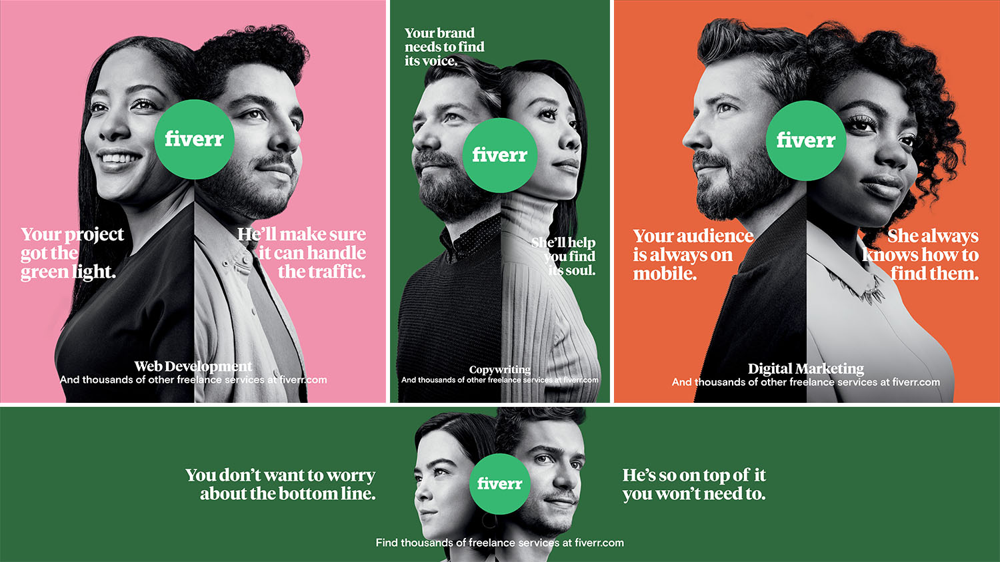 Your project
got the
green light.
fiverr
He’ll make sure
it can handle
the traffic.
Web Development
And thousands of other freelance services at fiverr.com
Your brand
needs to find
its voice.
fiverr
She’ll help
you find
its soul.
Copywriting
And thousands of other freelance services at fiverr.com
Your audience
is always on
mobile.
fiverr
She always
knows how to
find them.
Digital Marketing
And thousands of other freelance services at fiverr.com
You don’t want to worry
about the bottom line.
fiverr
He’s so on top of it
you won’t need to.
Find thousands of freelance services at fiverr.com